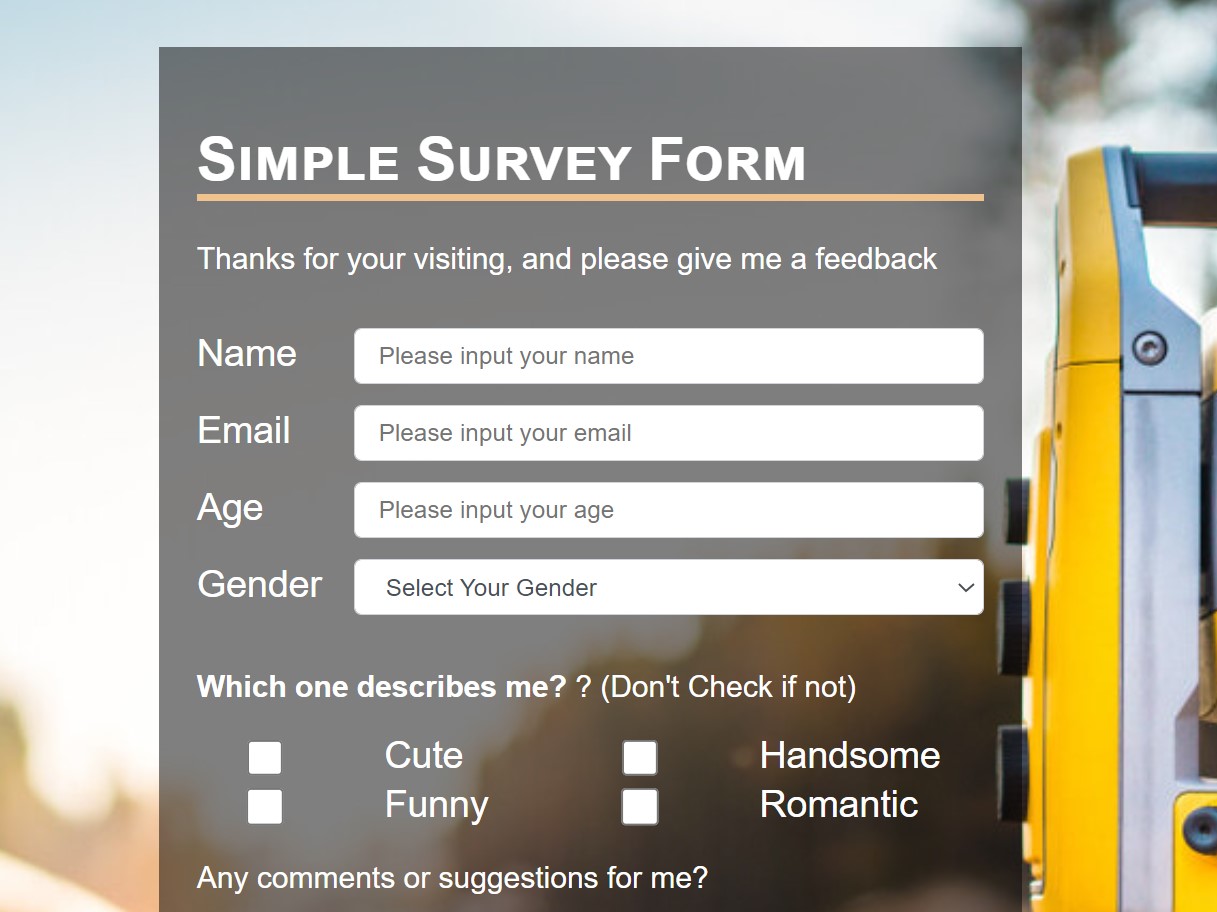 Simple Survey Form
Thanks for your visiting, and please give me a feedback
Name Please input your name
Email Please input your email
Age Please input your age
Gender Select Your Gender
Which one describes me? ? (Don't Check if not)
Cute Handsome
Funny Romantic
Any comments or suggestions for me?